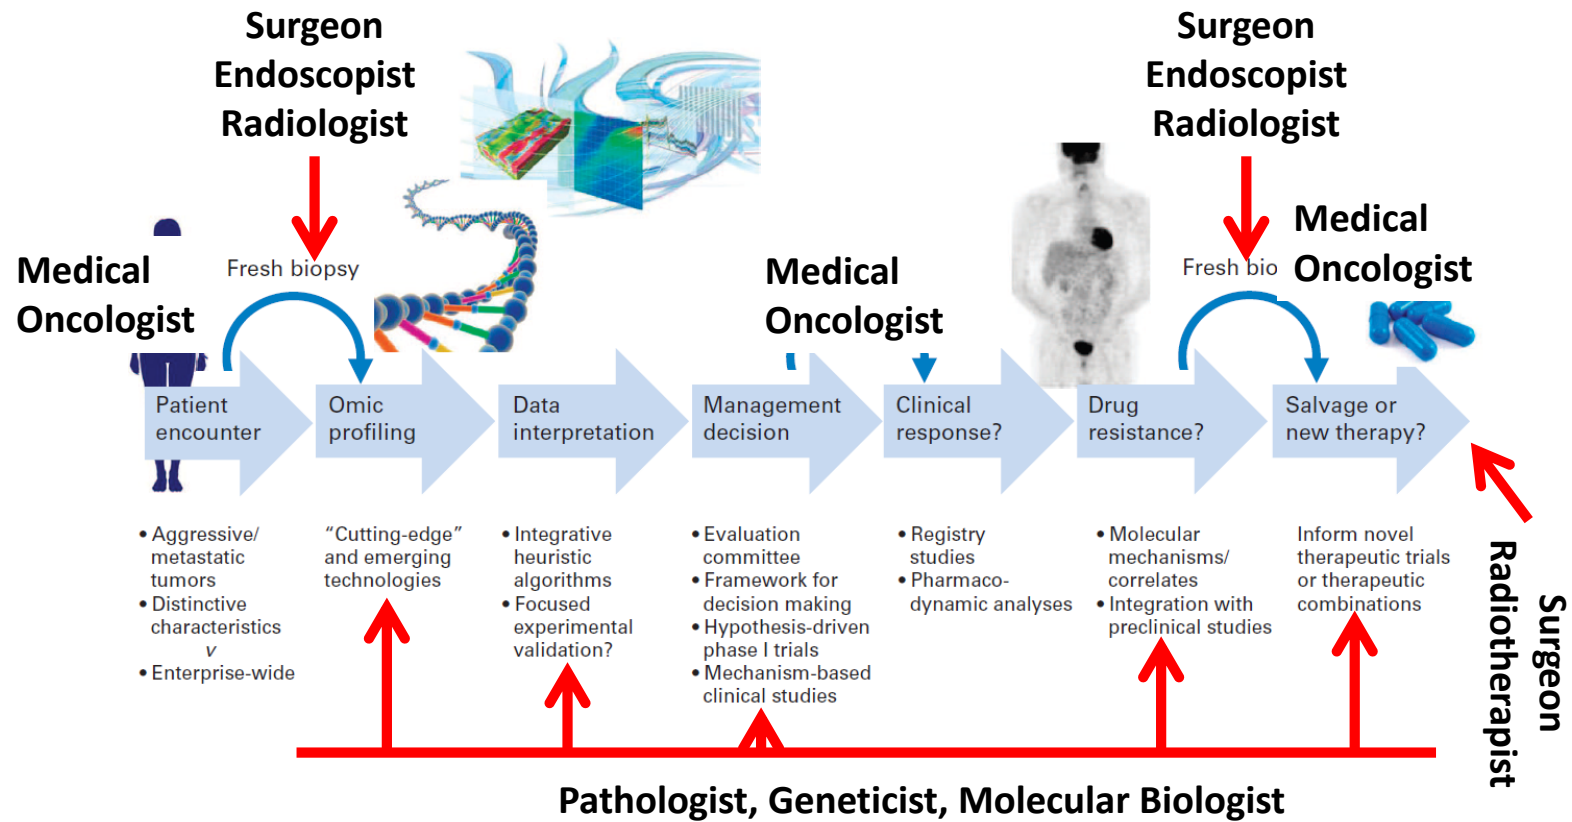 Surgeon
Endoscopist
Radiologist
Surgeon
Endoscopist
Radiologist
Medical
Oncologist
Fresh biopsy
Medical
Oncologist
Fresh bio
Medical
Oncologist
Patient
encounter
Omic
profiling
Data
interpretation
Management
decision
Clinical
response?
Drug
resistance?
Salvage or
new therapy?
• Aggressive/
metastatic
tumors
• Distinctive
characteristics
v
• Enterprise-wide
“Cutting-edge”
and emerging
technologies
• Integrative
heuristic
algorithms
• Focused
experimental
validation?
• Evaluation
committee
• Framework for
decision making
• Hypothesis-driven
phase I trials
• Mechanism-based
clinical studies
• Registry
studies
• Pharmaco-
dynamic analyses
• Molecular
mechanisms/
correlates
• Integration with
preclinical studies
Inform novel
therapeutic trials
or therapeutic
combinations
Surgeon
Radiotherapist
Pathologist, Geneticist, Molecular Biologist